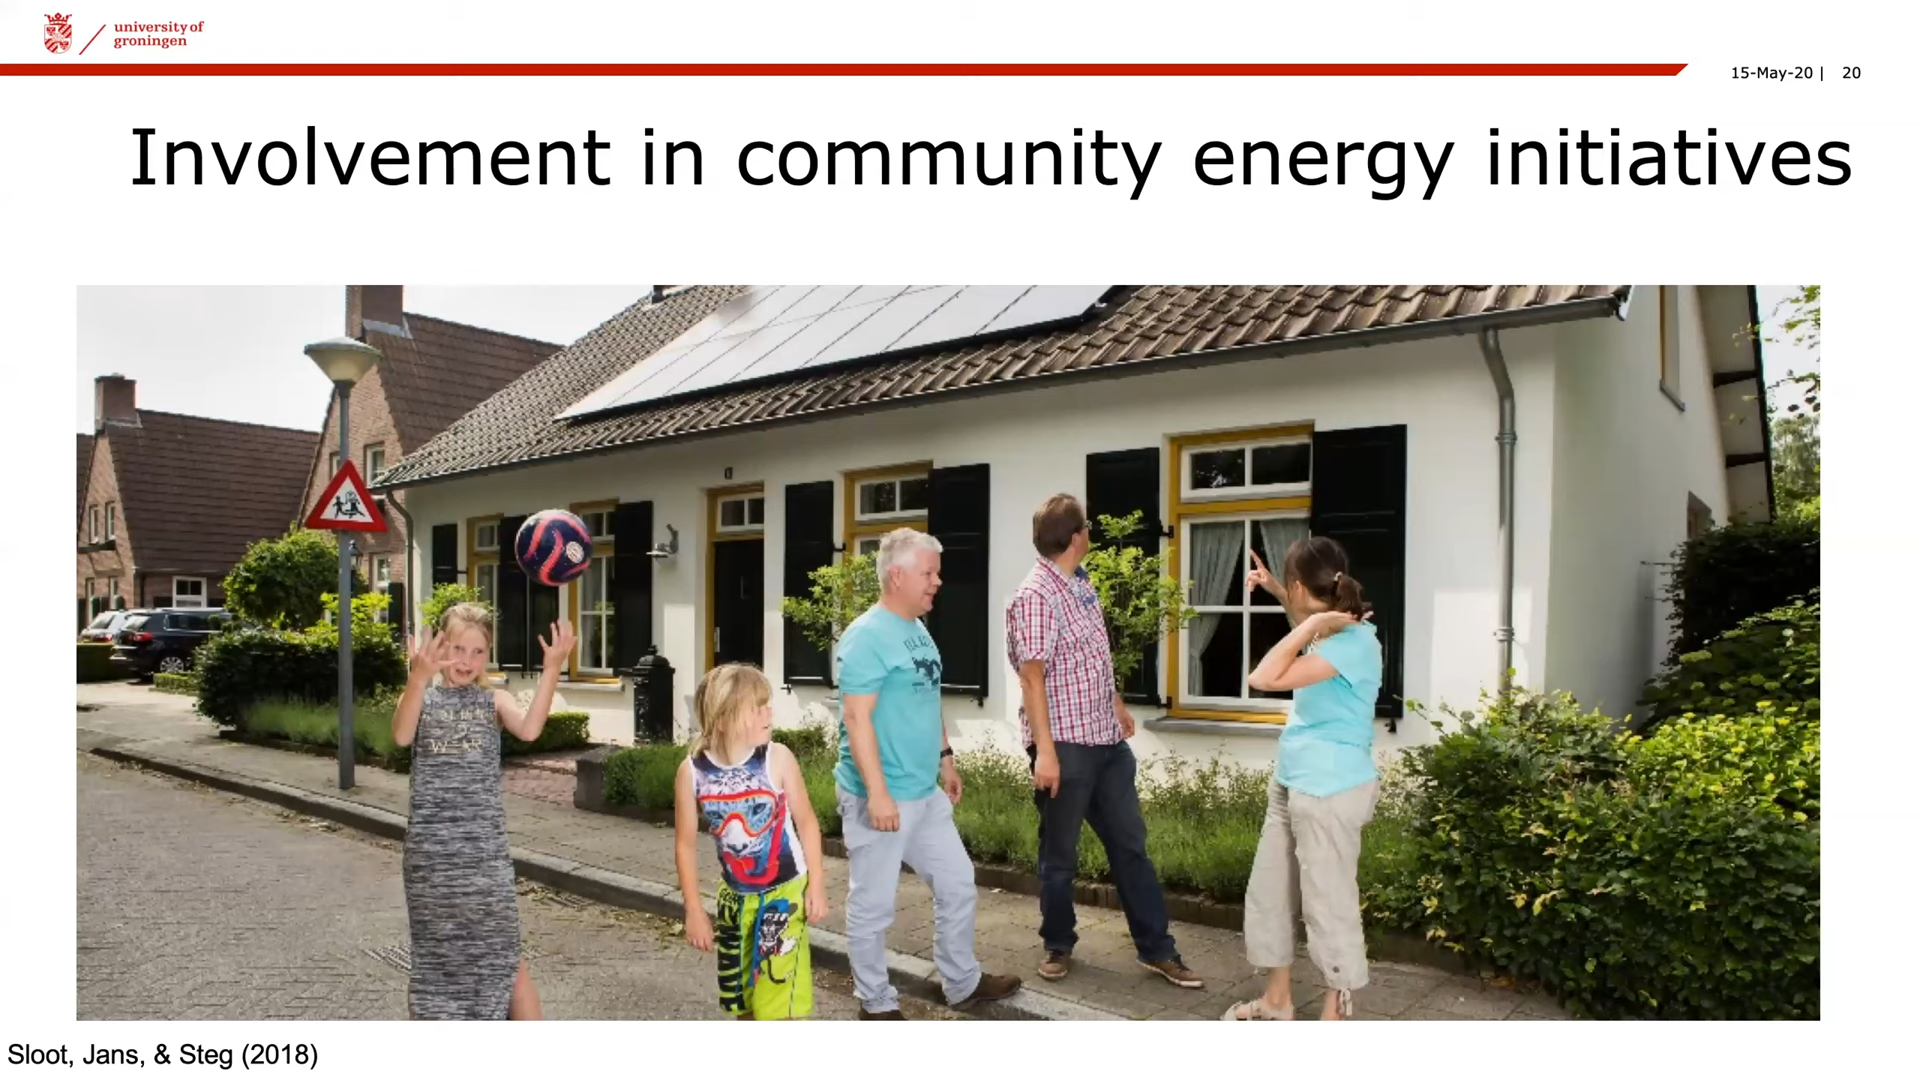 university of
groningen
15-May-20 | 20
Involvement in community energy initiatives
Sloot, Jans, & Steg (2018)